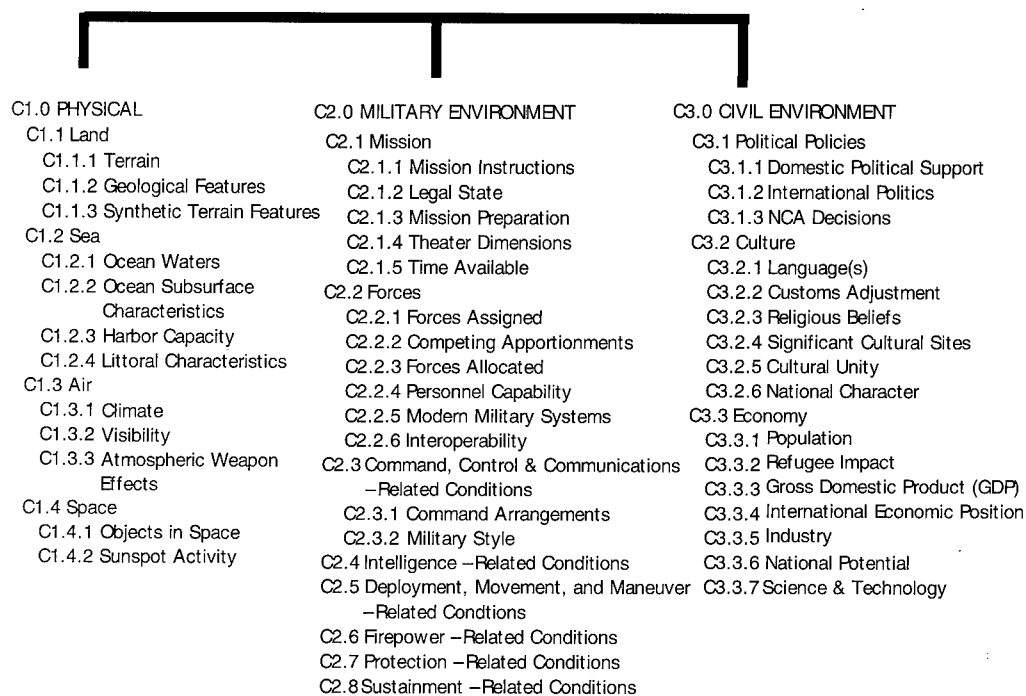 C1.0 PHYSICAL
C1.1 Land
C1.1.1 Terrain
C1.1.2 Geological Features
C1.1.3 Synthetic Terrain Features
C1.2 Sea
C1.2.1 Ocean Waters
C1.2.2 Ocean Subsurface
Characteristics
C1.2.3 Harbor Capacity
C1.2.4 Littoral Characteristics
C1.3 Air
C1.3.1 Climate
C1.3.2 Visibility
C1.3.3 Atmospheric Weapon
Effects
C1.4 Space
C1.4.1 Objects in Space
C1.4.2 Sunspot Activity
C2.0 MILITARY ENVIRONMENT
C2.1 Mission
C2.1.1 Mission Instructions
C2.1.2 Legal State
C2.1.3 Mission Preparation
C2.1.4 Theater Dimensions
C2.1.5 Time Available
C2.2 Forces
C2.2.1 Forces Assigned
C2.2.2 Competing Apportionments
C2.2.3 Forces Allocated
C2.2.4 Personnel Capability
C2.2.5 Modern Military Systems
C2.2.6 Interoperability
C2.3 Command, Control & Communications
–Related Conditions
C2.3.1 Command Arrangements
C2.3.2 Military Style
C2.4 Intelligence –Related Conditions
C2.5 Deployment, Movement, and Maneuver
–Related Condtions
C2.6 Firepower –Related Conditions
C2.7 Protection –Related Conditions
C2.8 Sustainment –Related Conditions
C3.0 CIVIL ENVIRONMENT
C3.1 Political Policies
C3.1.1 Domestic Political Support
C3.1.2 International Politics
C3.1.3 NCA Decisions
C3.2 Culture
C3.2.1 Language(s)
C3.2.2 Customs Adjustment
C3.2.3 Religious Beliefs
C3.2.4 Significant Cultural Sites
C3.2.5 Cultural Unity
C3.2.6 National Character
C3.3 Economy
C3.3.1 Population
C3.3.2 Refugee Impact
C3.3.3 Gross Domestic Product (GDP)
C3.3.4 International Economic Position
C3.3.5 Industry
C3.3.6 National Potential
C3.3.7 Science & Technology